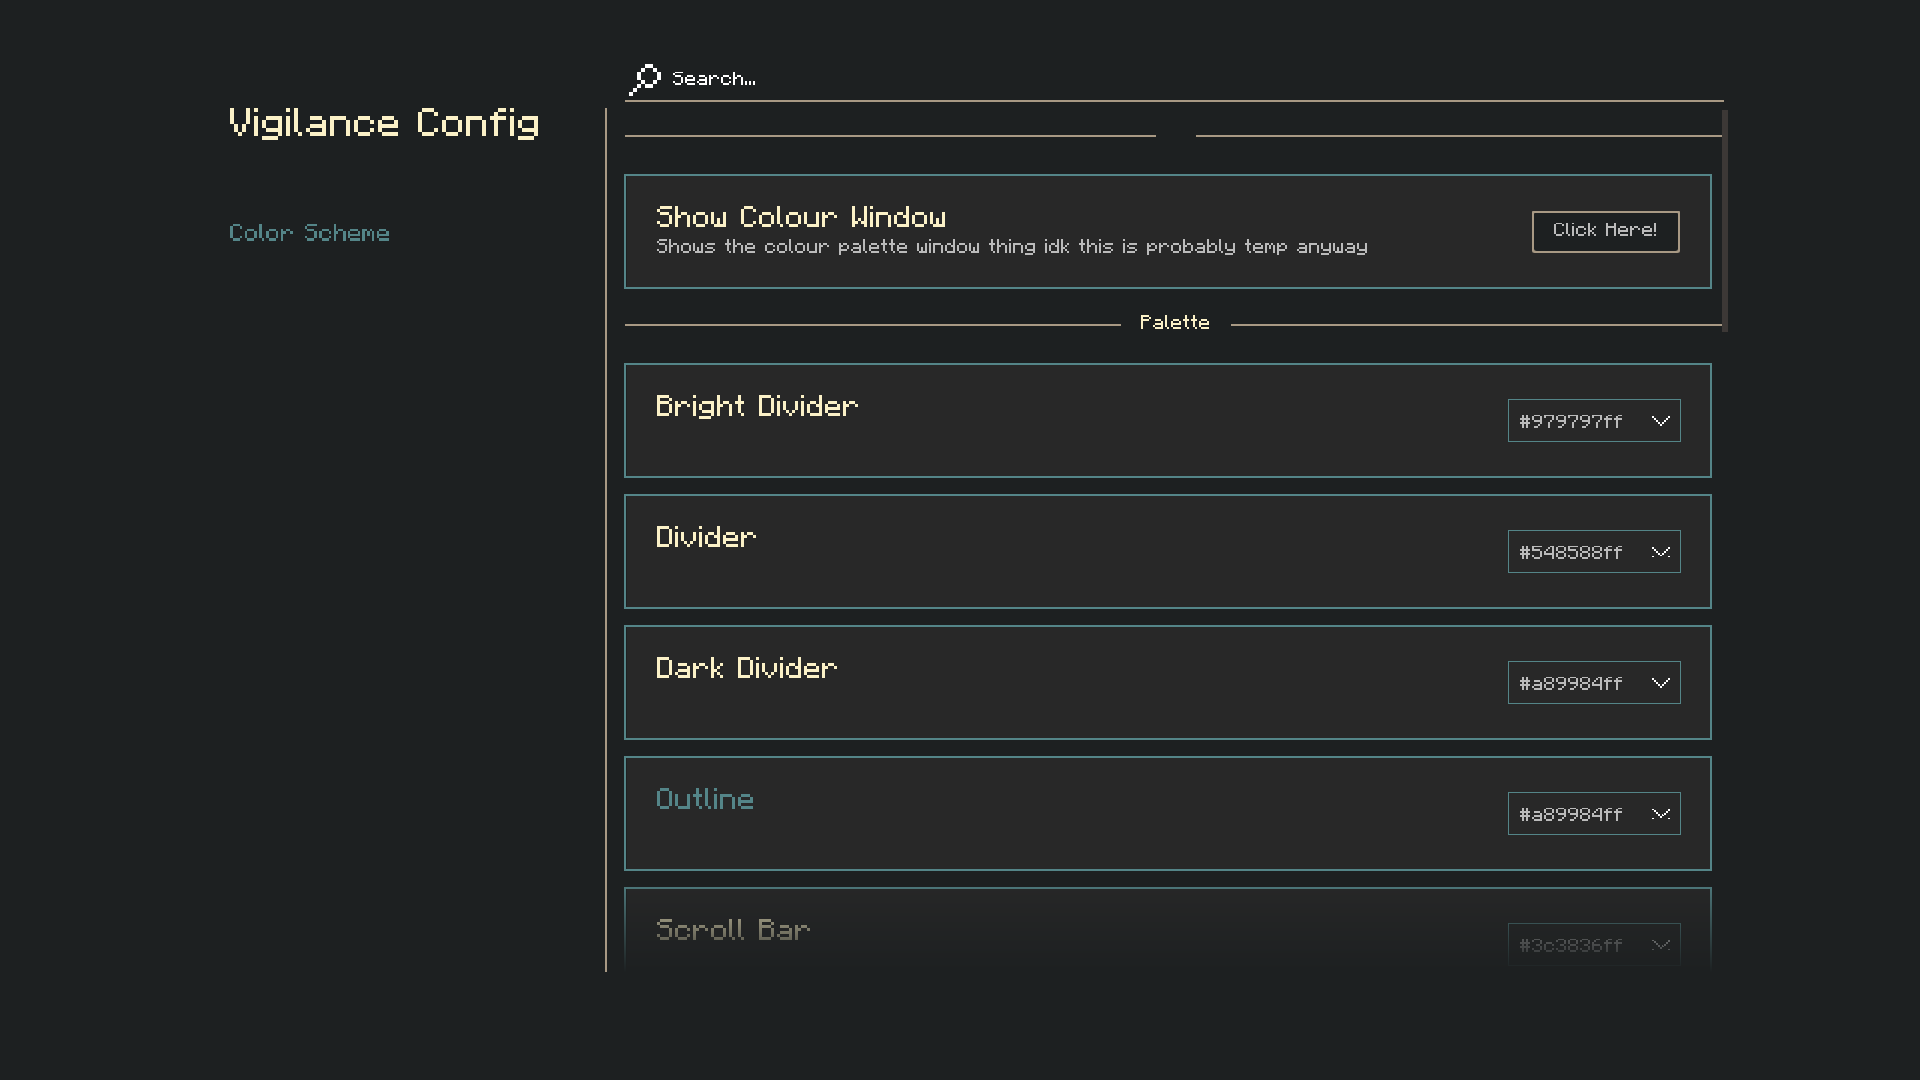 Search...
Vigilance Config
Color Scheme
Show Colour Window
Shows the colour palette window thing idk this is probably temp anyway
Click Here!
Palette
Bright Divider
#979797ff
Divider
#548588ff
Dark Divider
#a89984ff
Outline
#a89984ff
Scroll Bar
#3c3836ff